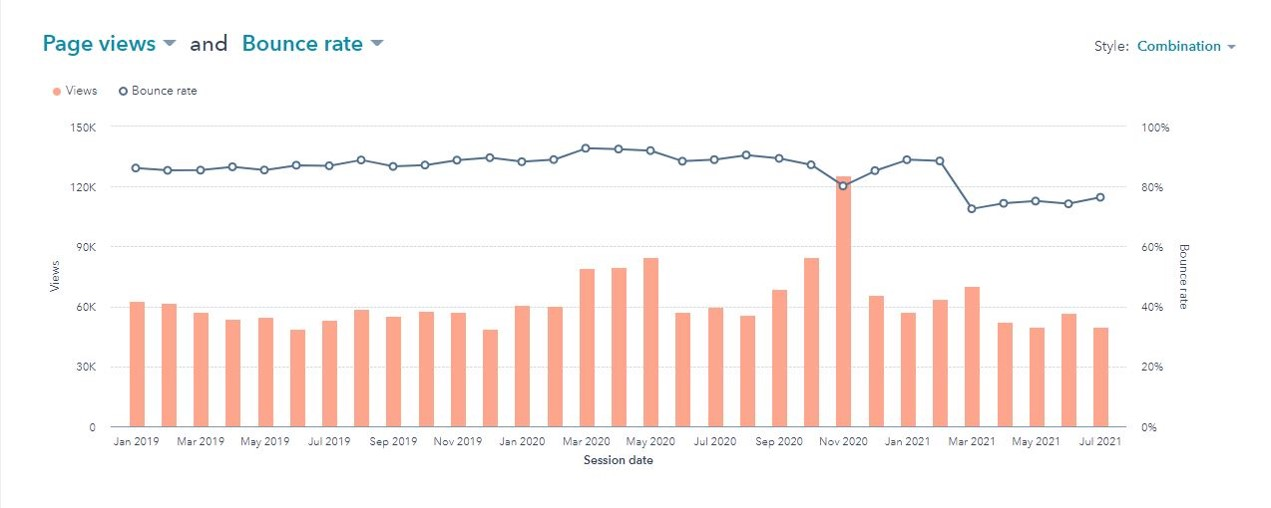 Page views and Bounce rate
Style: Combination
Views Bounce rate
150K 100%
120K 80%
90K 60%
60K 40%
30K 20%
0 0%
Views
Bounce rate
Jan 2019 Mar 2019 May 2019 Jul 2019 Sep 2019 Nov 2019 Jan 2020 Mar 2020 May 2020 Jul 2020 Sep 2020 Nov 2020 Jan 2021 Mar 2021 May 2021 Jul 2021
Session date